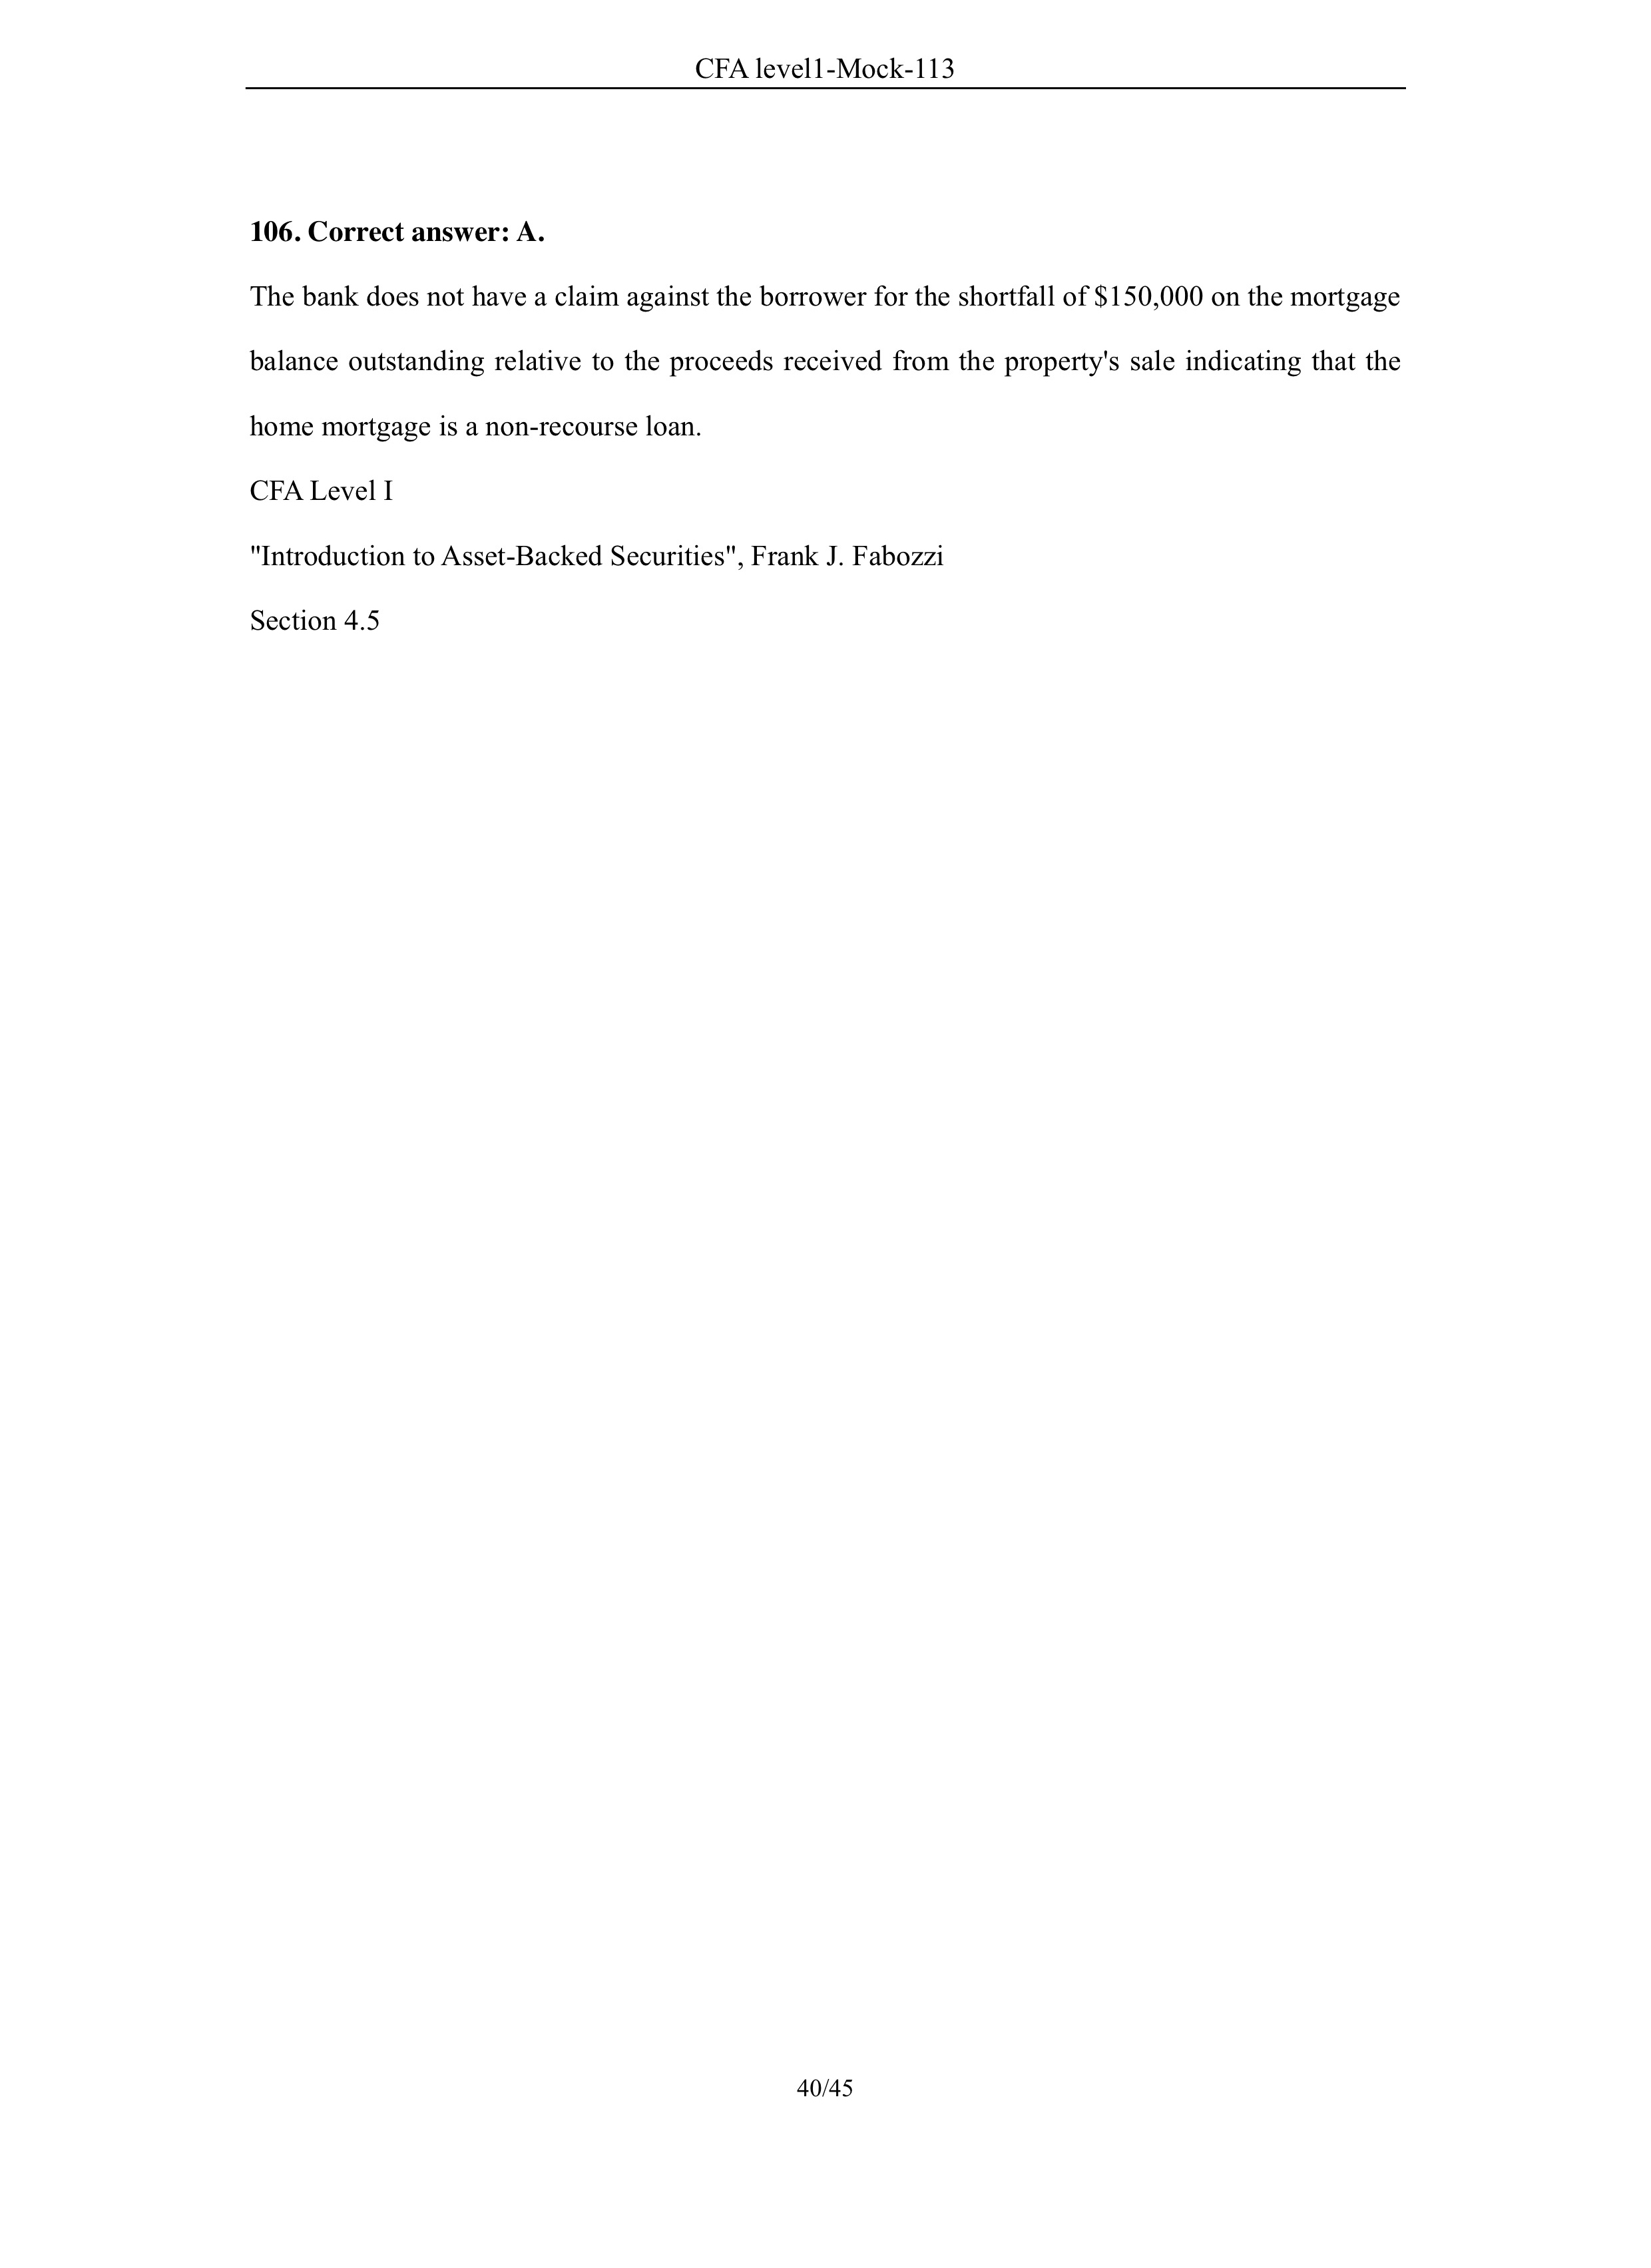 CFA level1-Mock-113
106. Correct answer: A.
The bank does not have a claim against the borrower for the shortfall of $150,000 on the mortgage
balance outstanding relative to the proceeds received from the property's sale indicating that the
home mortgage is a non-recourse loan.
CFA Level I
"Introduction to Asset-Backed Securities", Frank J. Fabozzi
Section 4.5
40/45